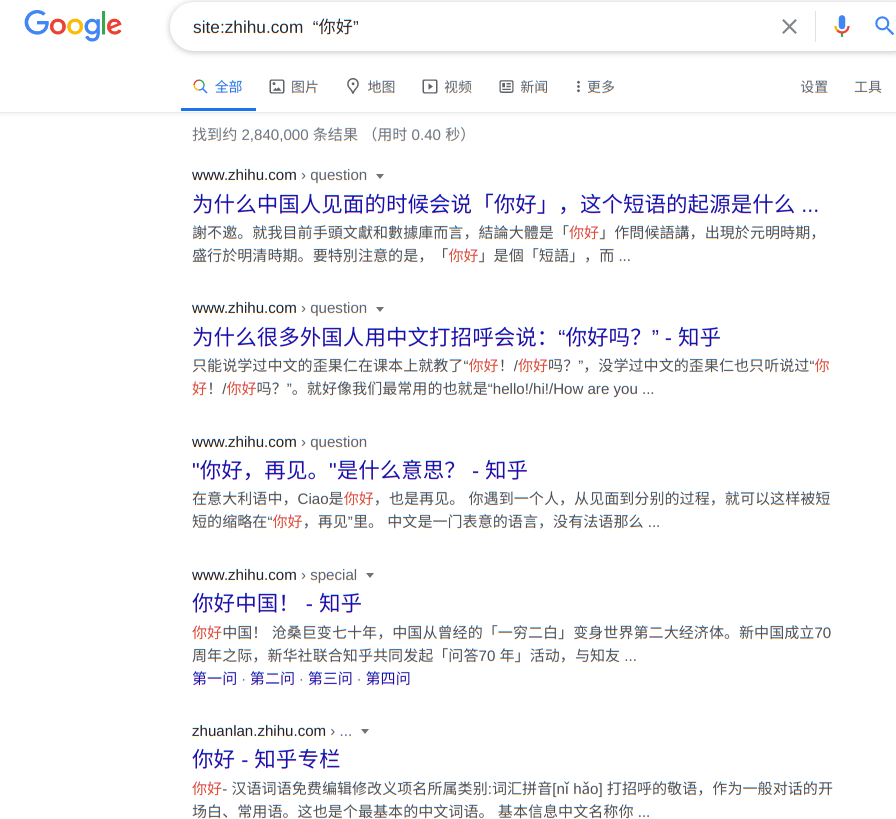 Google
site:zhihu.com “你好”
全部 图片 地图 视频 新闻 更多 设置 工具
找到约 2,840,000 条结果 （用时 0.40 秒）
www.zhihu.com › question
为什么中国人见面的时候会说「你好」，这个短语的起源是什么 ...
謝不邀。就我目前手頭文獻和數據庫而言，結論大體是「你好」作問候語講，出現於元明時期，
盛行於明清時期。要特別注意的是，「你好」是個「短語」，而 ...
www.zhihu.com › question
为什么很多外国人用中文打招呼会说：“你好吗？” - 知乎
只能说学过中文的歪果仁在课本上就教了“你好！/你好吗？”，没学过中文的歪果仁也只听说过“你
好！/你好吗？”。就好像我们最常用的也就是“hello!/hi!/How are you ...
www.zhihu.com › question
"你好，再见。"是什么意思？ - 知乎
在意大利语中，Ciao是你好，也是再见。 你遇到一个人，从见面到分别的过程，就可以这样被短
短的缩略在“你好，再见”里。 中文是一门表意的语言，没有法语那么 ...
www.zhihu.com › special
你好中国！ - 知乎
你好中国！ 沧桑巨变七十年，中国从曾经的「一穷二白」变身世界第二大经济体。新中国成立70
周年之际，新华社联合知乎共同发起「问答70 年」活动，与知友 ...
第一问 · 第二问 · 第三问 · 第四问
zhuanlan.zhihu.com › ...
你好 - 知乎专栏
你好- 汉语词语免费编辑修改义项名所属类别:词汇拼音[nǐ hǎo] 打招呼的敬语，作为一般对话的开
场白、常用语。这也是个最基本的中文词语。 基本信息中文名称你 ...